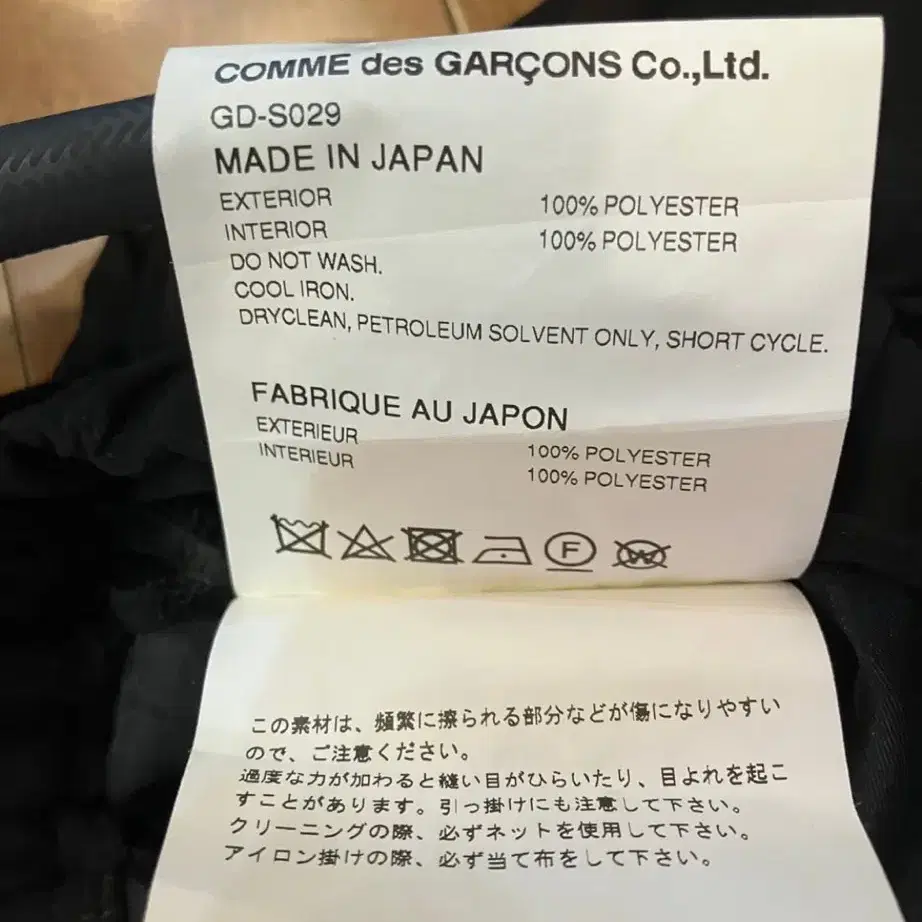 COMME des GARÇONS Co.,Ltd.
GD-S029
MADE IN JAPAN
EXTERIOR 100% POLYESTER
INTERIOR 100% POLYESTER
DO NOT WASH.
COOL IRON.
DRYCLEAN, PETROLEUM SOLVENT ONLY, SHORT CYCLE.
FABRIQUE AU JAPON
EXTERIEUR 100% POLYESTER
INTERIEUR 100% POLYESTER
F W
この素材は、頻繁に擦られる部分などが傷になりやすい
ので、ご注意ください。
過度な力が加わると縫い目がひらいたり、目よれを起こ
すことがあります。引っ掛けにも注意して下さい。
クリーニングの際、必ずネットを使用して下さい。
アイロン掛けの際、必ず当て布をして下さい。